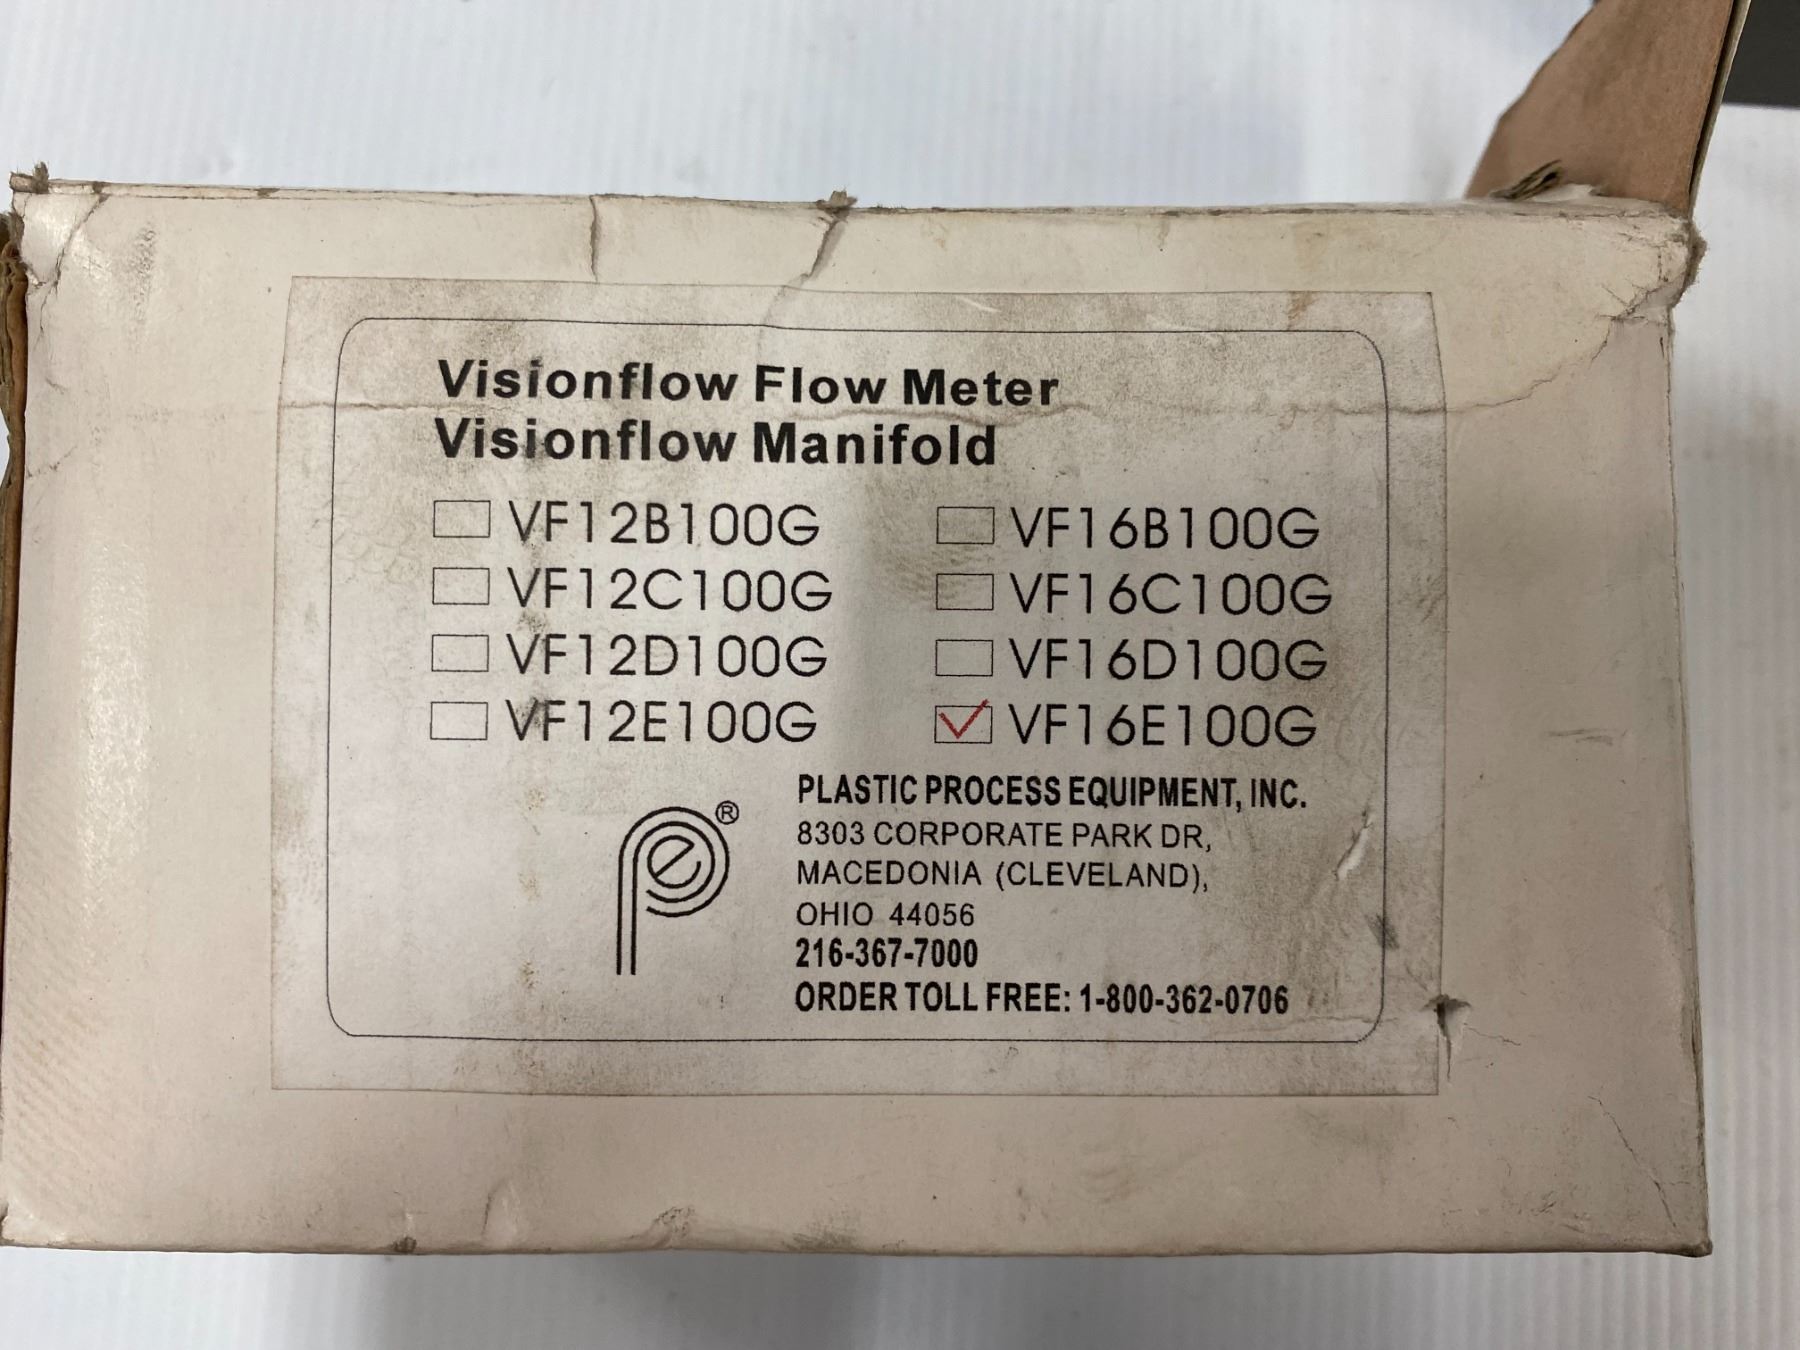 Visionflow Flow Meter
Visionflow Manifold
VF12B100G VF16B100G
VF12C100G VF16C100G
VF12D100G VF16D100G
VF12E100G VF16E100G
PLASTIC PROCESS EQUIPMENT, INC.
8303 CORPORATE PARK DR,
MACEDONIA (CLEVELAND),
OHIO 44056
216-367-7000
ORDER TOLL FREE: 1-800-362-0706
pe®